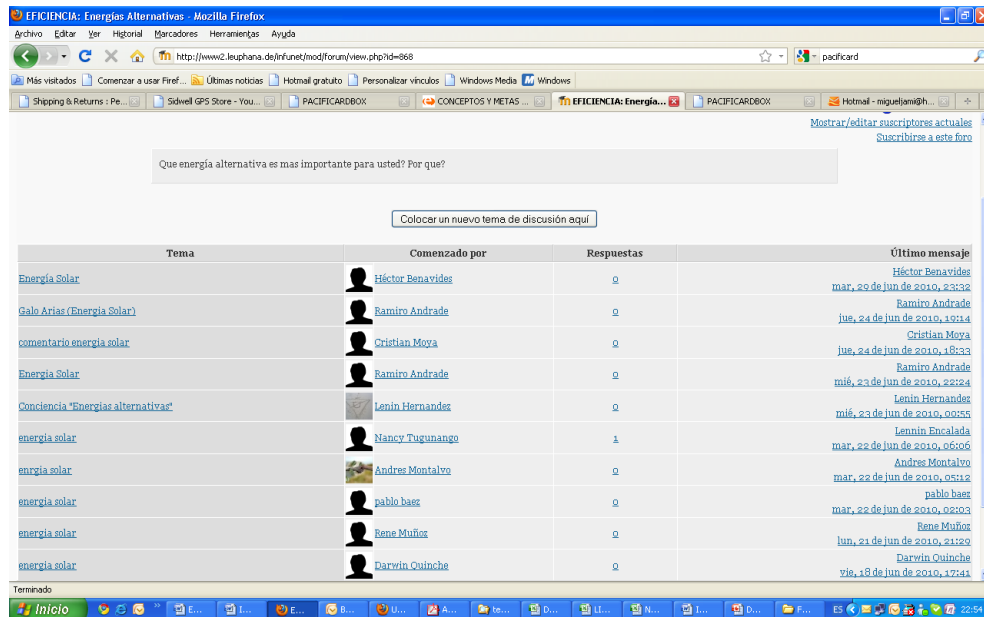 EFICIENCIA: Energías Alternativas - Mozilla Firefox
Archivo Editar Ver Historial Marcadores Herramientas Ayuda
http://www2.leuphana.de/infunet/mod/forum/view.php?id=868
pacificard
Más visitados Comenzar a usar Firef... Últimas noticias Hotmail gratuito Personalizar vínculos Windows Media Windows
Shipping & Returns : Pe... Sidwell GPS Store - You... PACIFICARDBOX CONCEPTOS Y METAS ... EFICIENCIA: Energía... PACIFICARDBOX Hotmail - migueljami@h...
Mostrar/editar suscriptores actuales
Suscribirse a este foro
Que energía alternativa es mas importante para usted? Por que?
Colocar un nuevo tema de discusión aquí
Tema Comenzado por Respuestas Último mensaje
Energía Solar Héctor Benavides 0 Héctor Benavides
mar, 29 de jun de 2010, 23:32
Galo Arias (Energia Solar) Ramiro Andrade 0 Ramiro Andrade
jue, 24 de jun de 2010, 19:14
comentario energia solar Cristian Moya 0 Cristian Moya
jue, 24 de jun de 2010, 18:33
Energia Solar Ramiro Andrade 0 Ramiro Andrade
mié, 23 de jun de 2010, 22:24
Conciencia "Energias alternativas" Lenin Hernandez 0 Lenin Hernandez
mié, 23 de jun de 2010, 00:55
energia solar Nancy Tugunango 1 Lennin Encalada
mar, 22 de jun de 2010, 06:06
enrgia solar Andres Montalvo 0 Andres Montalvo
mar, 22 de jun de 2010, 05:12
energia solar pablo baez 0 pablo baez
mar, 22 de jun de 2010, 02:03
energia solar Rene Muñoz 0 Rene Muñoz
lun, 21 de jun de 2010, 21:29
energia solar Darwin Quinche 0 Darwin Quinche
vie, 18 de jun de 2010, 17:41
Terminado
Inicio E... I... E... B... U... A... te... D... LI... N... I... D... F... ES 22:54